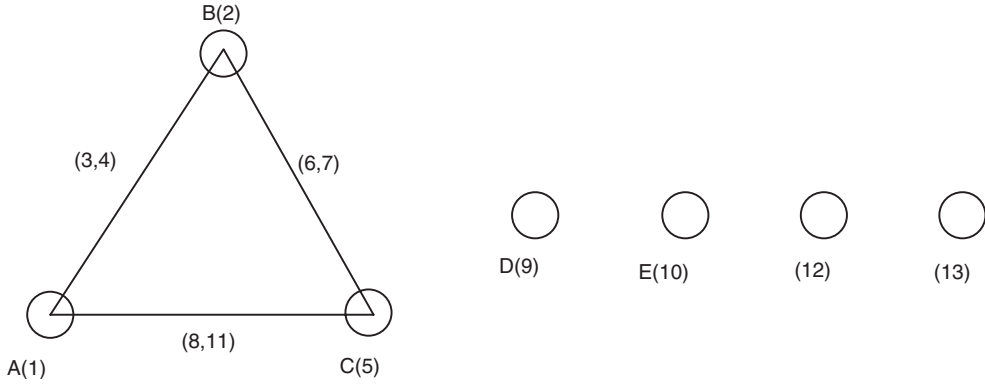 B(2)
(3,4)
(6,7)
A(1)
(8,11)
C(5)
D(9)
E(10)
(12)
(13)